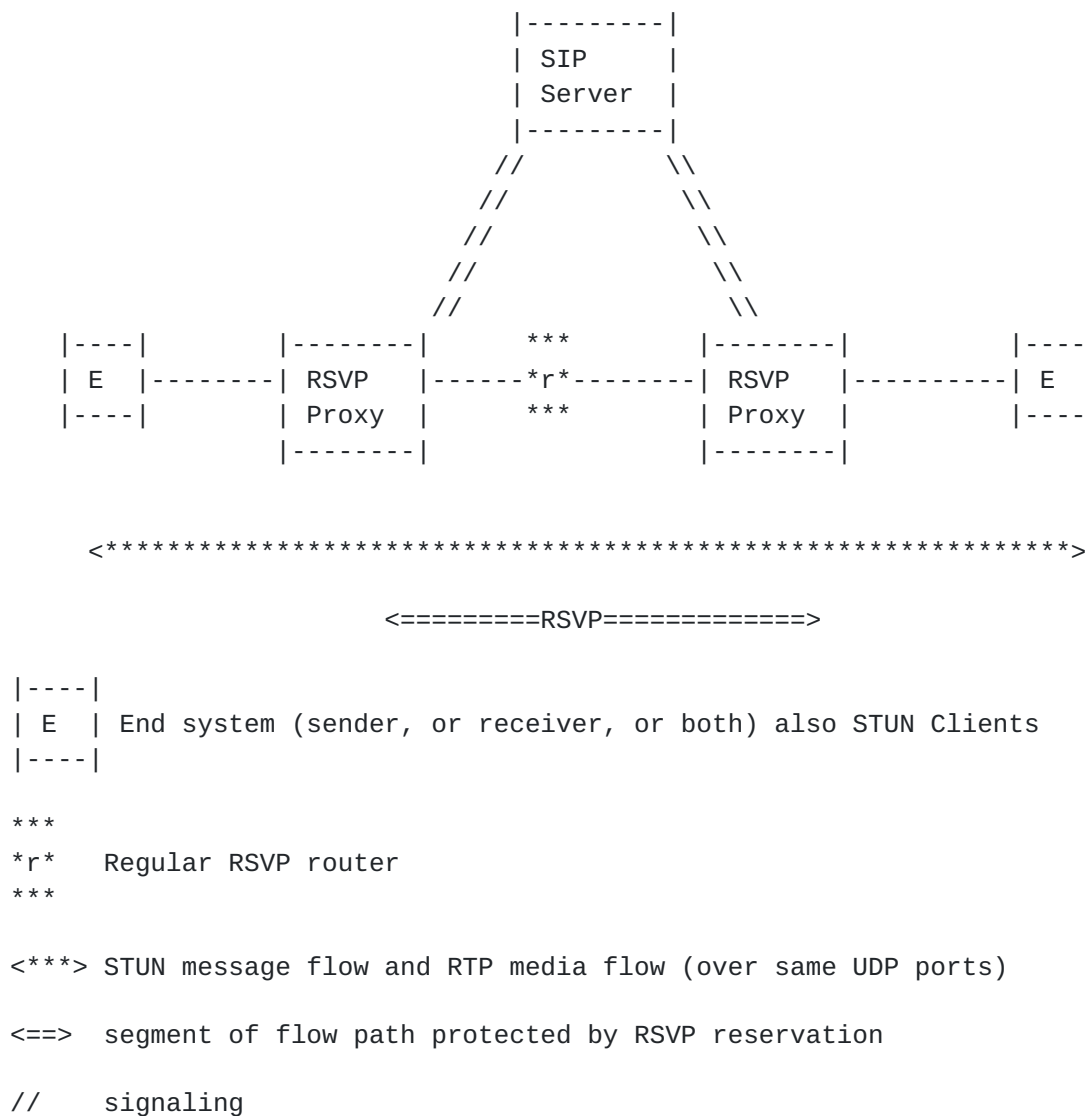 |---------|
| SIP     |
| Server  |
|---------|
//         \\
//           \\
//             \\
//               \\
//                 \\
|----|        |--------|      ***        |--------|          |----
| E  |--------| RSVP   |------*r*--------| RSVP   |----------| E
|----|        | Proxy  |      ***        | Proxy  |          |----
|--------|                 |--------|
<*************************************************************>
<=========RSVP=============>
|----|
| E  | End system (sender, or receiver, or both) also STUN Clients
|----|
***
*r*   Regular RSVP router
***
<***> STUN message flow and RTP media flow (over same UDP ports)
<==>  segment of flow path protected by RSVP reservation
//    signaling